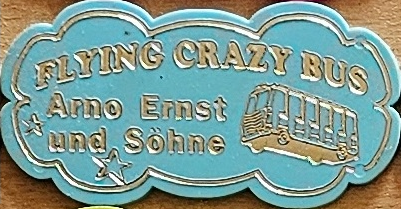 FLYING CRAZY BUS
Arno Ernst
und Söhne